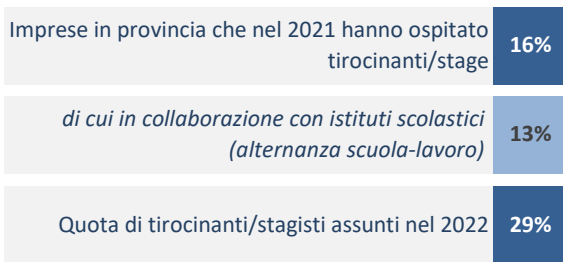 Imprese in provincia che nel 2021 hanno ospitato
tirocinanti/stage
16%
di cui in collaborazione con istituti scolastici
(alternanza scuola-lavoro)
13%
Quota di tirocinanti/stagisti assunti nel 2022
29%